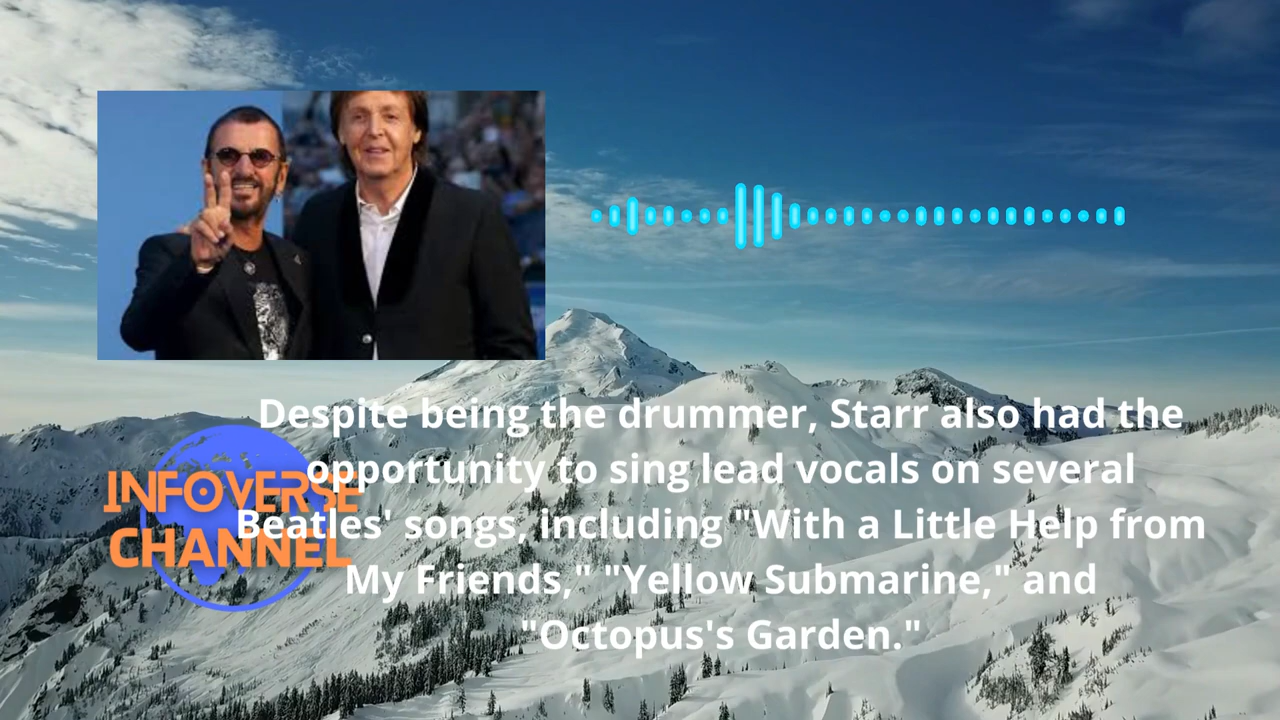 Despite being the drummer, Starr also had the
opportunity to sing lead vocals on several
Beatles' songs, including "With a Little Help from
My Friends," "Yellow Submarine," and
"Octopus's Garden."
INFOVERSE
CHANNEL